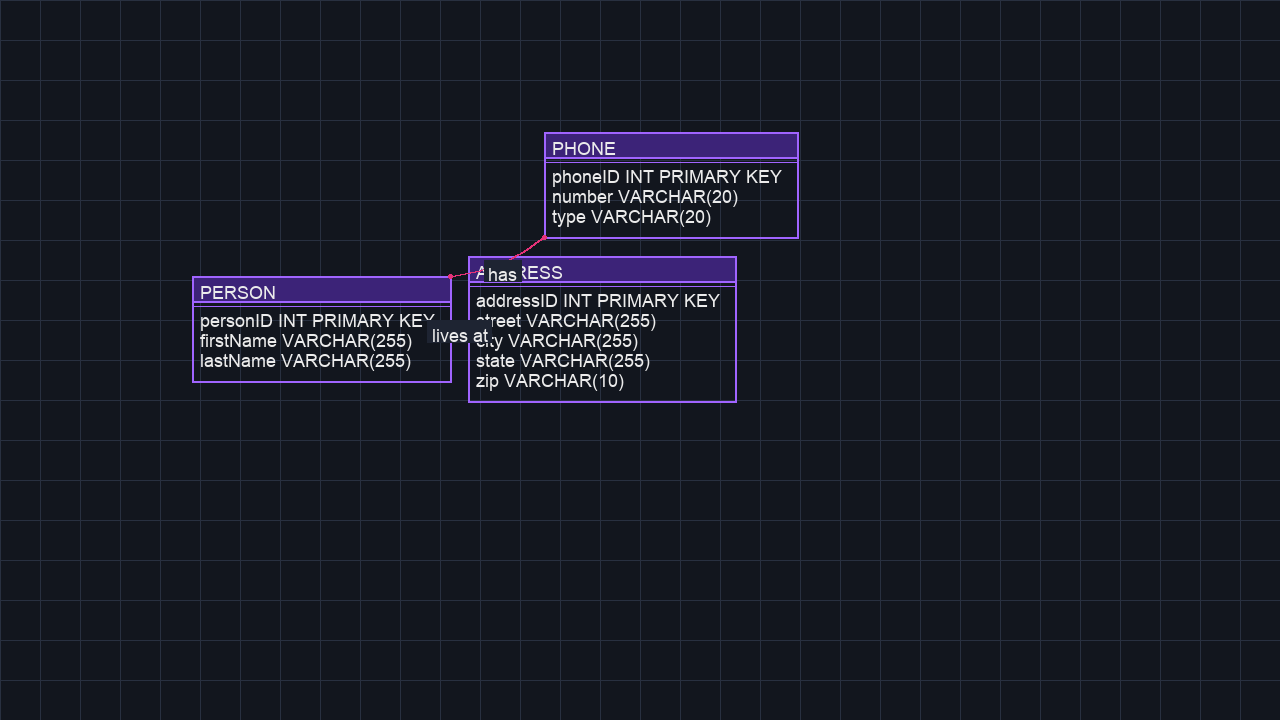 PHONE
phoneID INT PRIMARY KEY
number VARCHAR(20)
type VARCHAR(20)
PERSON
personID INT PRIMARY KEY
firstName VARCHAR(255)
lastName VARCHAR(255)
has
lives at
addressID INT PRIMARY KEY
street VARCHAR(255)
city VARCHAR(255)
state VARCHAR(255)
zip VARCHAR(10)